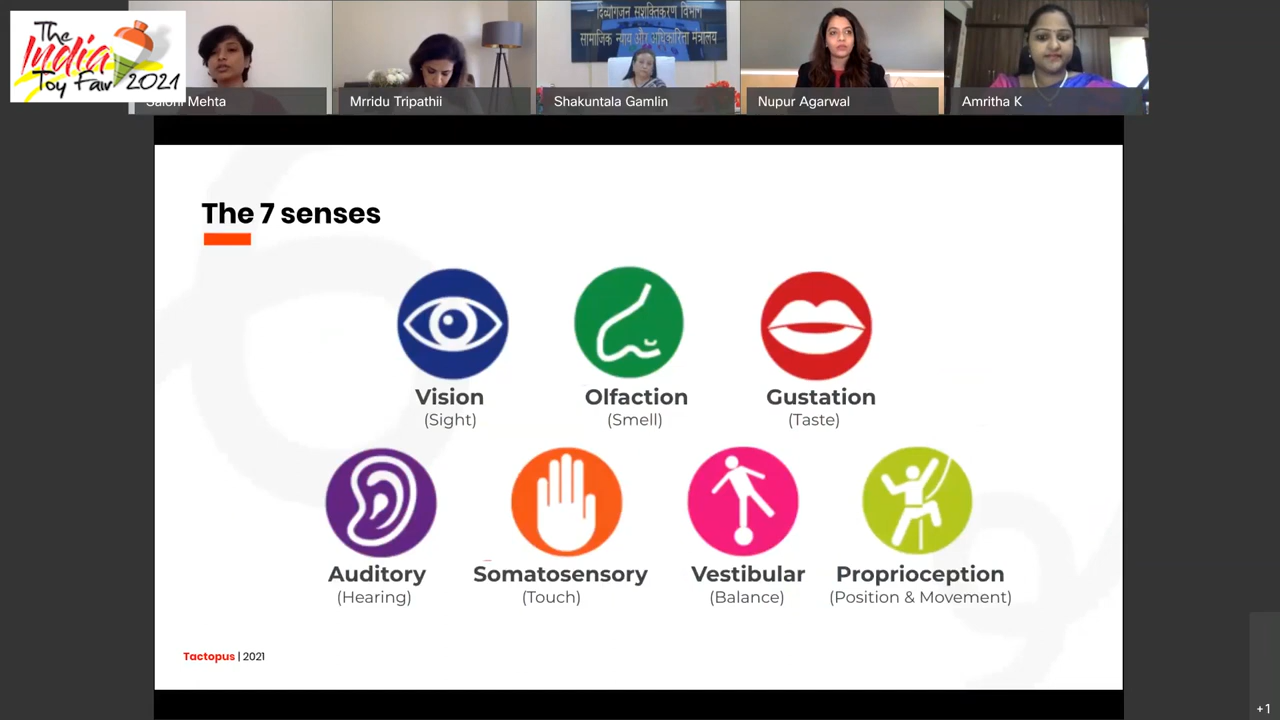 The
India
Toy Fair 2021
Saloni Mehta
Mrridu Tripathii
Shakuntala Gamlin
Nupur Agarwal
Amritha K
दिव्यांगजन सशक्तिकरण विभाग
सामाजिक न्याय और अधिकारिता मंत्रालय
The 7 senses
Vision
(Sight)
Olfaction
(Smell)
Gustation
(Taste)
Auditory
(Hearing)
Somatosensory
(Touch)
Vestibular
(Balance)
Proprioception
(Position & Movement)
Tactopus | 2021
+1